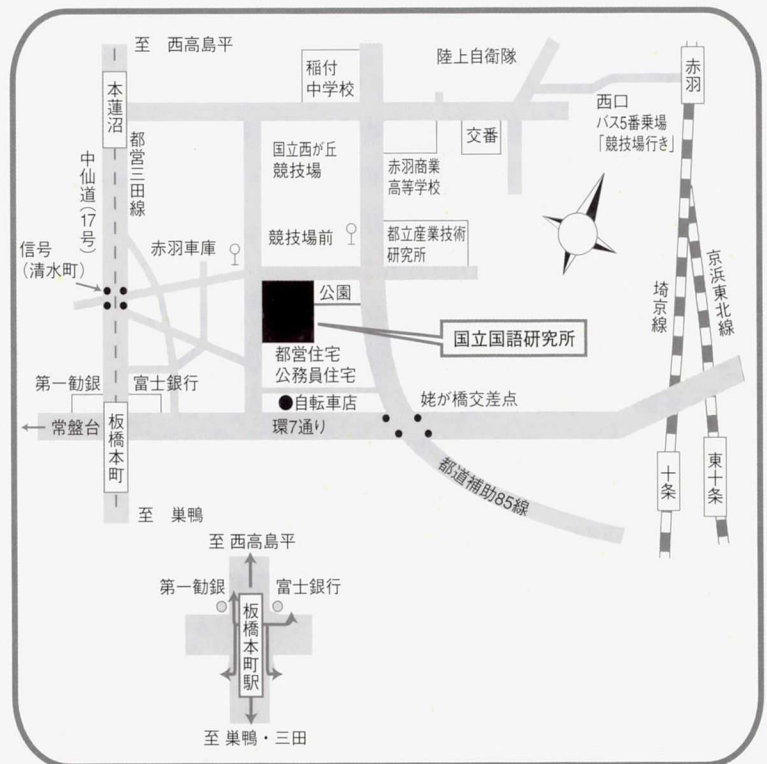 至　西高島平
本蓮沼
都営三田線
中仙道(17号)
信号
(清水町)
赤羽車庫
稲付
中学校
陸上自衛隊
赤羽
西口
バス5番乗場
「競技場行き」
交番
国立西が丘
競技場
赤羽商業
高等学校
競技場前
都立産業技術
研究所
公園
国立国語研究所
埼京線
京浜東北線
都営住宅
公務員住宅
第一勧銀
富士銀行
自転車店
姥が橋交差点
常盤台
板橋本町
環7通り
都道補助85線
十条
東十条
至　巣鴨
至 西高島平
第一勧銀
富士銀行
板橋本町駅
至 巣鴨・三田